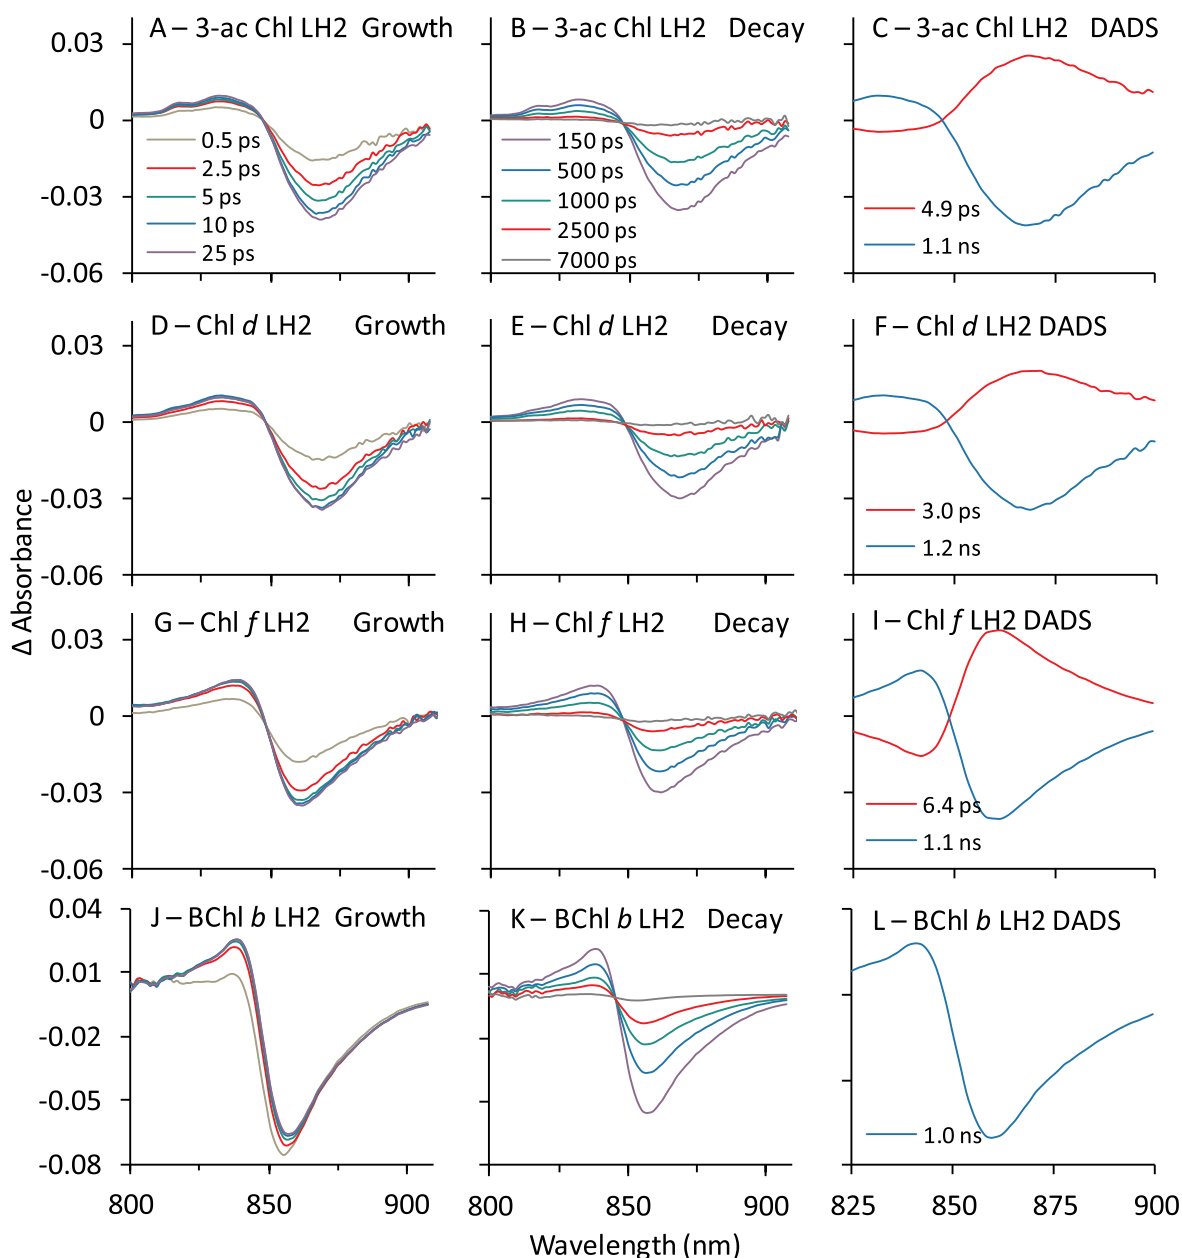 A – 3-ac Chl LH2 Growth
0.03
0
-0.03
-0.06
0.5 ps
2.5 ps
5 ps
10 ps
25 ps
B – 3-ac Chl LH2 Decay
150 ps
500 ps
1000 ps
2500 ps
7000 ps
C – 3-ac Chl LH2 DADS
4.9 ps
1.1 ns
D – Chl d LH2 Growth
0.03
0
-0.03
-0.06
E – Chl d LH2 Decay
F – Chl d LH2 DADS
3.0 ps
1.2 ns
Δ Absorbance
G – Chl f LH2 Growth
0.03
0
-0.03
-0.06
H – Chl f LH2 Decay
I – Chl f LH2 DADS
6.4 ps
1.1 ns
J – BChl b LH2 Growth
0.04
0.01
-0.02
-0.05
-0.08
800 850 900
K – BChl b LH2 Decay
800 850 900
L – BChl b LH2 DADS
1.0 ns
825 850 875 900
Wavelength (nm)